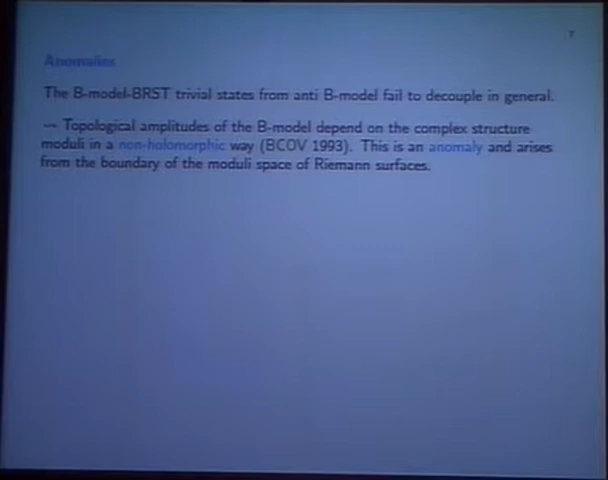 7
Anomalies
The B-model-BRST trivial states from anti B-model fail to decouple in general.
— Topological amplitudes of the B-model depend on the complex structure
moduli in a non-holomorphic way (BCOV 1993). This is an anomaly and arises
from the boundary of the moduli space of Riemann surfaces.